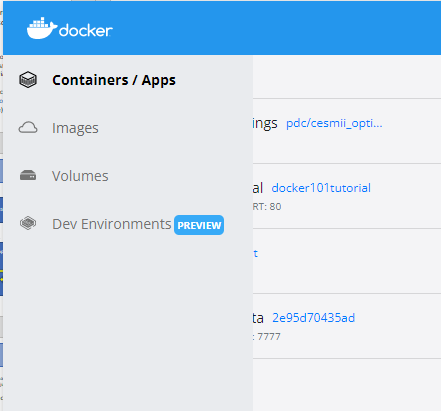 docker
Containers / Apps
Images
ings pdc/cesmii_opti...
Volumes
al docker101tutorial
RT: 80
Dev Environments PREVIEW
t
ta 2e95d70435ad
: 7777